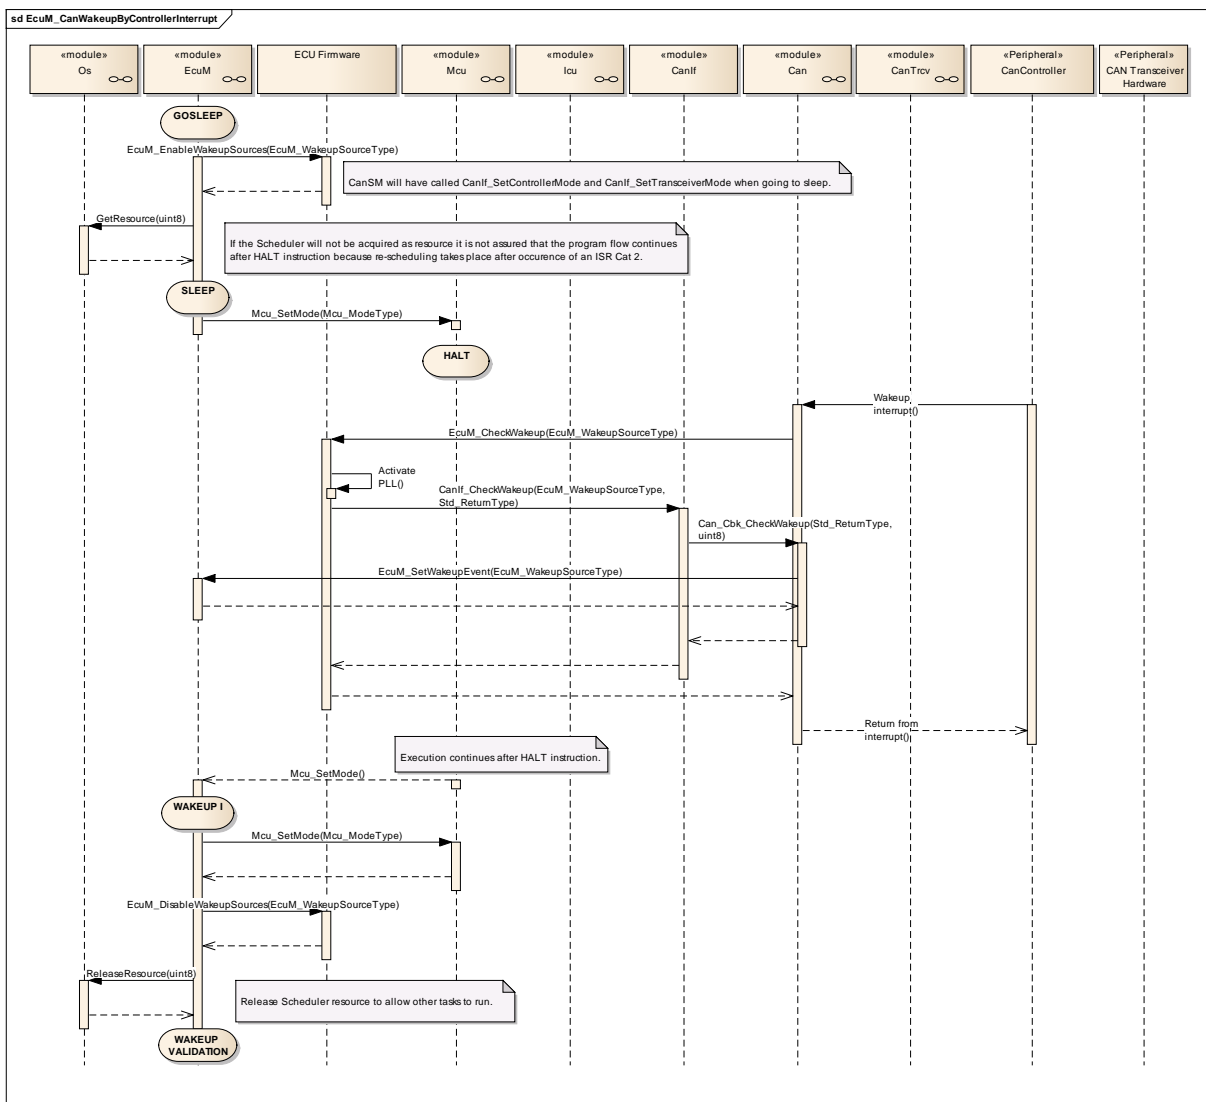 sd EcuM_CanWakeupByControllerInterrupt
«module»
Os
«module»
EcuM
ECU Firmware
«module»
Mcu
«module»
Icu
«module»
CanIf
«module»
Can
«module»
CanTrcv
«Peripheral»
CanController
«Peripheral»
CAN Transceiver
Hardware
GOSLEEP
EcuM_EnableWakeupSources(EcuM_WakeupSourceType)
CanSM will have called CanIf_SetControllerMode and CanIf_SetTransceiverMode when going to sleep.
GetResource(uint8)
If the Scheduler will not be acquired as resource it is not assured that the program flow continues
after HALT instruction because re-scheduling takes place after occurence of an ISR Cat 2.
SLEEP
Mcu_SetMode(Mcu_ModeType)
HALT
Wakeup
interrupt()
EcuM_CheckWakeup(EcuM_WakeupSourceType)
Activate
PLL()
CanIf_CheckWakeup(EcuM_WakeupSourceType,
Std_ReturnType)
Can_Cbk_CheckWakeup(Std_ReturnType,
uint8)
EcuM_SetWakeupEvent(EcuM_WakeupSourceType)
Return from
interrupt()
Execution continues after HALT instruction.
Mcu_SetMode()
WAKEUP I
Mcu_SetMode(Mcu_ModeType)
EcuM_DisableWakeupSources(EcuM_WakeupSourceType)
ReleaseResource(uint8)
Release Scheduler resource to allow other tasks to run.
WAKEUP
VALIDATION